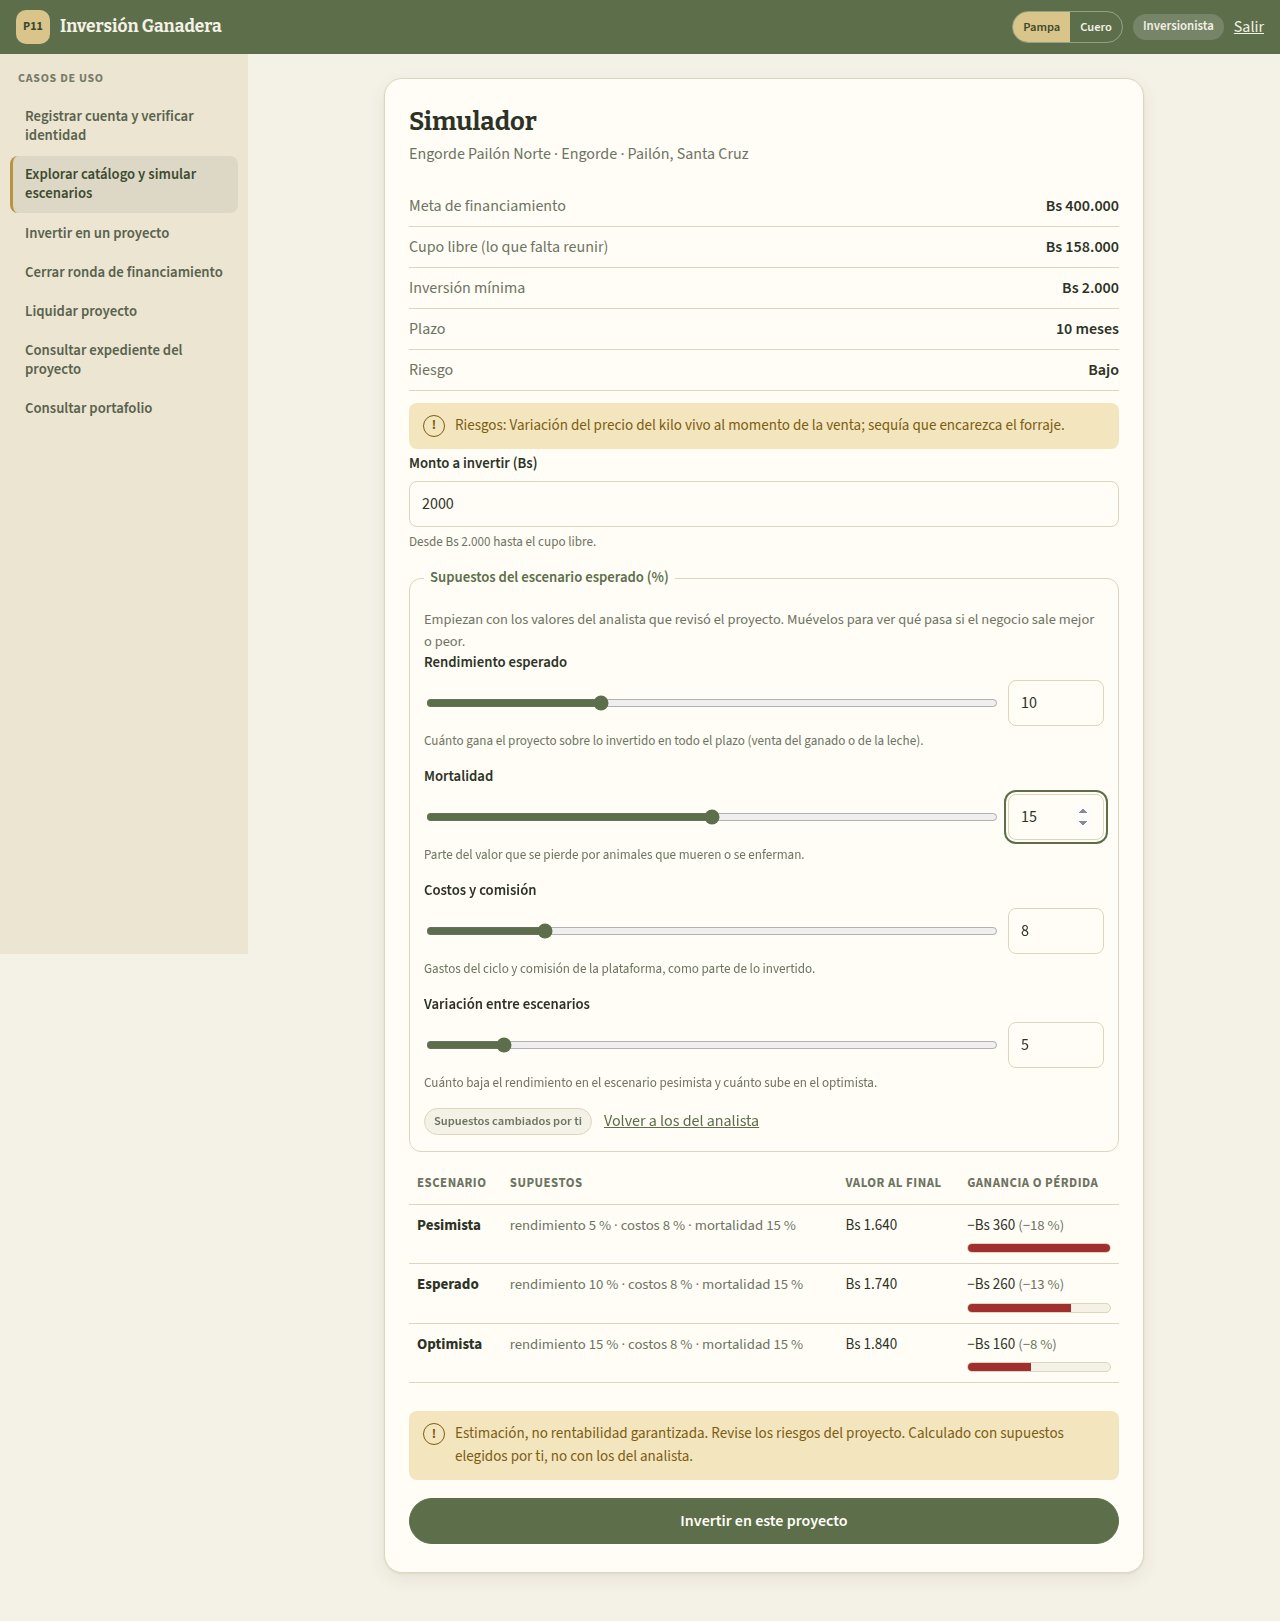 P11 Inversión Ganadera
Pampa Cuero Inversionista Salir
CASOS DE USO
Registrar cuenta y verificar
identidad
Explorar catálogo y simular
escenarios
Invertir en un proyecto
Cerrar ronda de financiamiento
Liquidar proyecto
Consultar expediente del
proyecto
Consultar portafolio
Simulador
Engorde Pailón Norte · Engorde · Pailón, Santa Cruz
Meta de financiamiento Bs 400.000
Cupo libre (lo que falta reunir) Bs 158.000
Inversión mínima Bs 2.000
Plazo 10 meses
Riesgo Bajo
! Riesgos: Variación del precio del kilo vivo al momento de la venta; sequía que encarezca el forraje.
Monto a invertir (Bs)
2000
Desde Bs 2.000 hasta el cupo libre.
Supuestos del escenario esperado (%)
Empiezan con los valores del analista que revisó el proyecto. Muévelos para ver qué pasa si el negocio sale mejor
o peor.
Rendimiento esperado
10
Cuánto gana el proyecto sobre lo invertido en todo el plazo (venta del ganado o de la leche).
Mortalidad
15
Parte del valor que se pierde por animales que mueren o se enferman.
Costos y comisión
8
Gastos del ciclo y comisión de la plataforma, como parte de lo invertido.
Variación entre escenarios
5
Cuánto baja el rendimiento en el escenario pesimista y cuánto sube en el optimista.
Supuestos cambiados por ti Volver a los del analista
ESCENARIO SUPUESTOS VALOR AL FINAL GANANCIA O PÉRDIDA
Pesimista rendimiento 5 % · costos 8 % · mortalidad 15 % Bs 1.640 −Bs 360 (−18 %)
Esperado rendimiento 10 % · costos 8 % · mortalidad 15 % Bs 1.740 −Bs 260 (−13 %)
Optimista rendimiento 15 % · costos 8 % · mortalidad 15 % Bs 1.840 −Bs 160 (−8 %)
! Estimación, no rentabilidad garantizada. Revise los riesgos del proyecto. Calculado con supuestos
elegidos por ti, no con los del analista.
Invertir en este proyecto